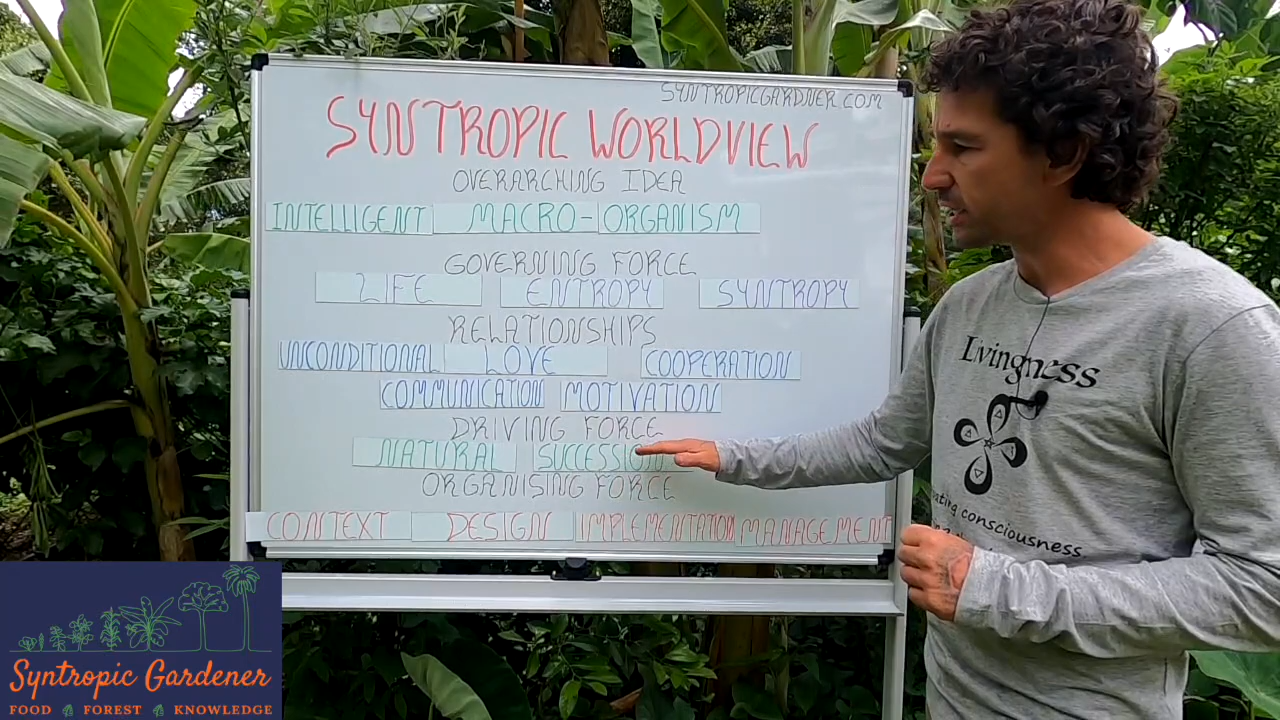 SYNTROPICGARDNER.COM
SYNTROPIC WORLDVIEW
OVERARCHING IDEA
INTELLIGENT MACRO-ORGANISM
GOVERNING FORCE
LIFE ENTROPY SYNTROPY
RELATIONSHIPS
UNCONDITIONAL LOVE COOPERATION
COMMUNICATION MOTIVATION
DRIVING FORCE
NATURAL SUCCESSION
ORGANISING FORCE
CONTEXT DESIGN IMPLEMENTATION MANAGEMENT
Livingness
consciousness
Syntropic Gardener
FOOD FOREST KNOWLEDGE